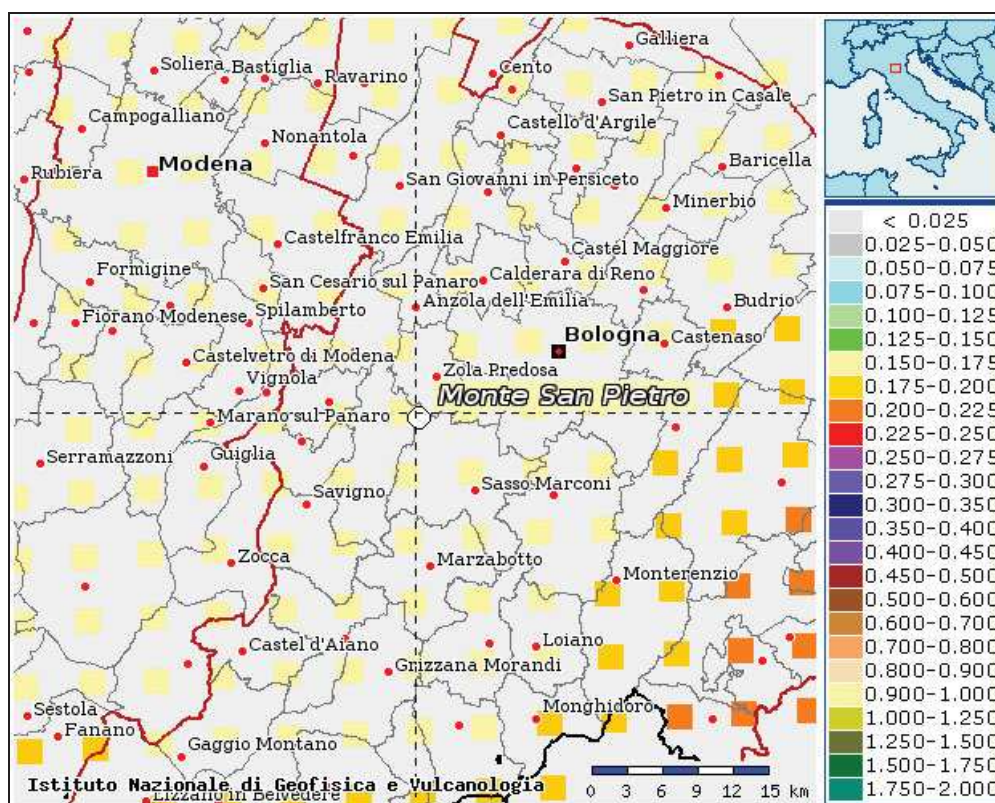 Galliera
Soliera
Bastiglia
Ravarino
Cento
San Pietro in Casale
Campogalliano
Castello d'Argile
Nonantola
Modena
Baricella
Rubiera
San Giovanni in Persiceto
Minerbio
Castelfranco Emilia
Castel Maggiore
Formigine
San Cesario sul Panaro
Calderara di Reno
Anzola dell'Emilia
Budrio
Fiorano Modenese
Spilamberto
Bologna
Castenaso
Castelvetro di Modena
Zola Predosa
Vignola
Monte San Pietro
Marano sul Panaro
Serramazzoni
Guiglia
Sasso Marconi
Savigno
Zocca
Marzabotto
Monterenzio
Castel d'Aiano
Loiano
Grizzana Morandi
Sestola
Monghidoro
Fanano
Gaggio Montano
Istituto Nazionale di Geofisica e Vulcanologia
Lizzano in Belvedere
0 3 6 9 12 15 km
< 0.025
0.025-0.050
0.050-0.075
0.075-0.100
0.100-0.125
0.125-0.150
0.150-0.175
0.175-0.200
0.200-0.225
0.225-0.250
0.250-0.275
0.275-0.300
0.300-0.350
0.350-0.400
0.400-0.450
0.450-0.500
0.500-0.600
0.600-0.700
0.700-0.800
0.800-0.900
0.900-1.000
1.000-1.250
1.250-1.500
1.500-1.750
1.750-2.000